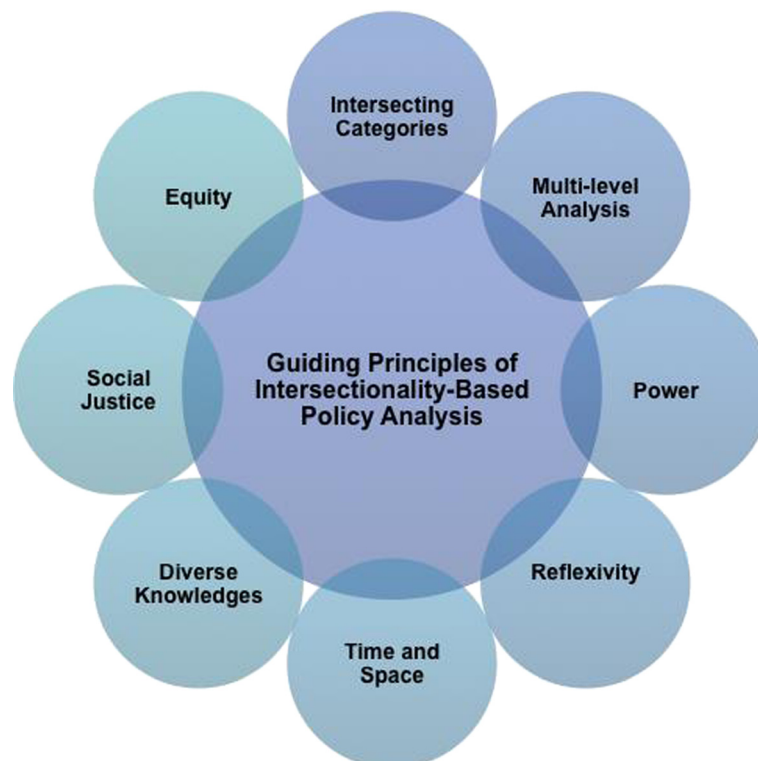 Intersecting
Categories
Multi-level
Analysis
Equity
Guiding Principles of
Intersectionality-Based
Policy Analysis
Social
Justice
Power
Diverse
Knowledges
Reflexivity
Time and
Space